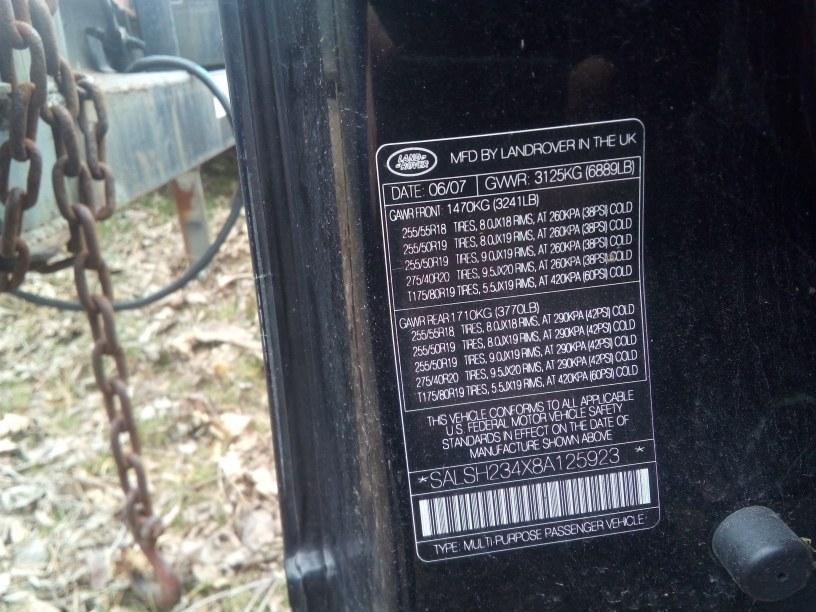 LAND-
ROVER
MFD BY LANDROVER IN THE UK
DATE: 06/07 GVWR: 3125KG (6889LB)
GAWR FRONT: 1470KG (3241LB)
255/55R18 TIRES, 8.0JX18 RIMS, AT 260KPA (38PSI) COLD
255/50R19 TIRES, 8.0JX19 RIMS, AT 260KPA (38PSI) COLD
255/50R19 TIRES, 9.0JX19 RIMS, AT 260KPA (38PSI) COLD
275/40R20 TIRES, 9.5JX20 RIMS, AT 260KPA (38PSI) COLD
T175/80R19 TIRES, 5.5JX19 RIMS, AT 420KPA (60PSI) COLD
GAWR REAR 1710KG (3770LB)
255/55R18 TIRES, 8.0JX18 RIMS, AT 290KPA (42PSI) COLD
255/50R19 TIRES, 8.0JX19 RIMS, AT 290KPA (42PSI) COLD
255/50R19 TIRES, 9.0JX19 RIMS, AT 290KPA (42PSI) COLD
275/40R20 TIRES, 9.5JX20 RIMS, AT 290KPA (42PSI) COLD
T175/80R19 TIRES, 5.5JX19 RIMS, AT 420KPA (60PSI) COLD
THIS VEHICLE CONFORMS TO ALL APPLICABLE
U.S. FEDERAL MOTOR VEHICLE SAFETY
STANDARDS IN EFFECT ON THE DATE OF
MANUFACTURE SHOWN ABOVE
*SALSH234X8A125923 *
TYPE: MULTI-PURPOSE PASSENGER VEHICLE